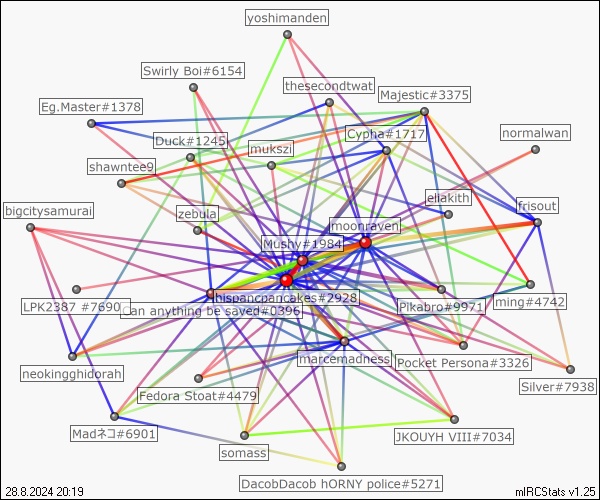 yoshimanden
Swirly Boi#6154
thesecondtwat
Majestic#3375
Eg.Master#1378
Cypha#1717
normalwan
Duck#1245
mukszi
shawntee9
eliakith
frisout
bigcitysamurai
zebula
moonraven
Mushy#1984
hispanicpancakes#2928
LPK2387 #7690
an anything be saved#0396
Pikabro#9971
ming#4742
marcemadness
neokingghidorah
Pocket Persona#3326
Silver#7938
Fedora Stoat#4479
Madネコ#6901
JKOUYH VIII#7034
somass
DacobDacob hORNY police#5271
28.8.2024 20:19
mIRCStats v1.25